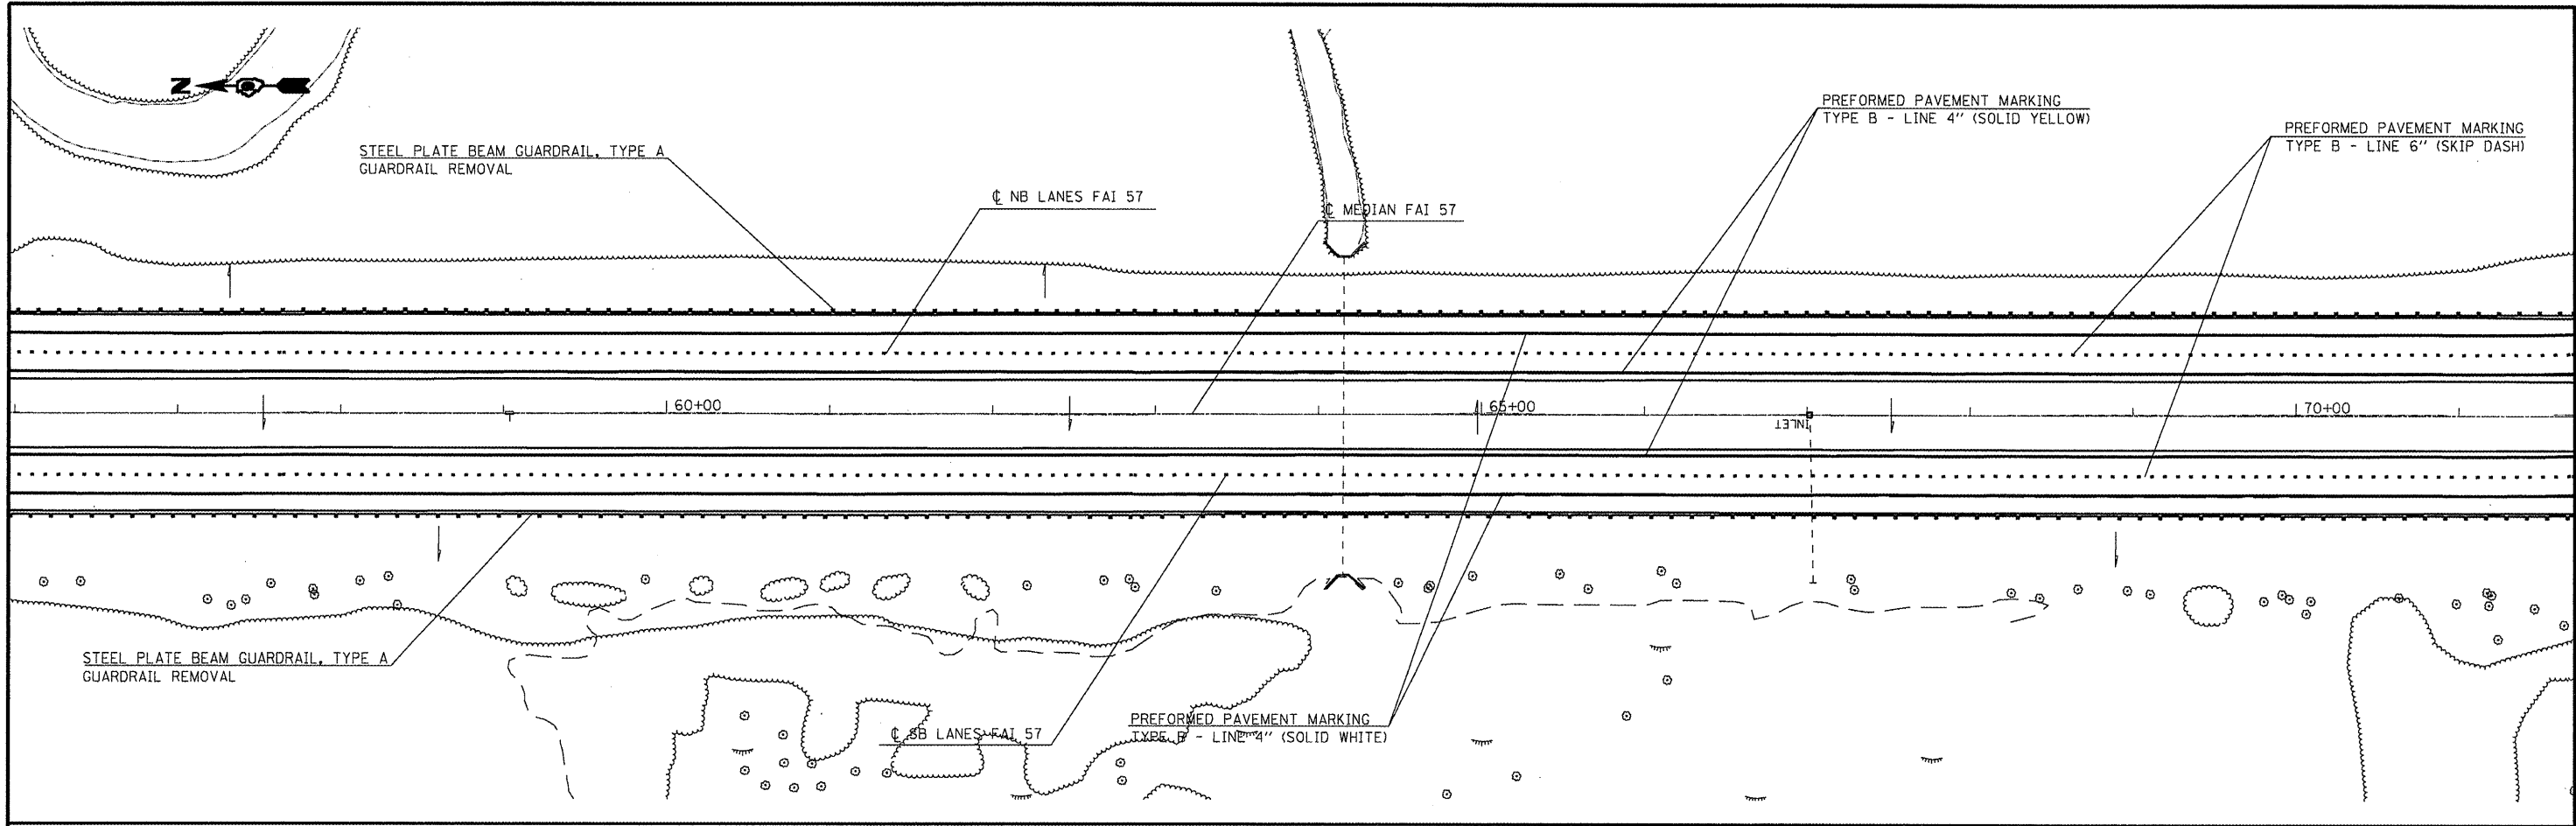 N
PREFORMED PAVEMENT MARKING
TYPE B - LINE 4" (SOLID YELLOW)
PREFORMED PAVEMENT MARKING
TYPE B - LINE 6" (SKIP DASH)
STEEL PLATE BEAM GUARDRAIL, TYPE A
GUARDRAIL REMOVAL
℄ NB LANES FAI 57
℄ MEDIAN FAI 57
60+00
65+00
70+00
INLET
STEEL PLATE BEAM GUARDRAIL, TYPE A
GUARDRAIL REMOVAL
℄ SB LANES FAI 57
PREFORMED PAVEMENT MARKING
TYPE B - LINE 4" (SOLID WHITE)